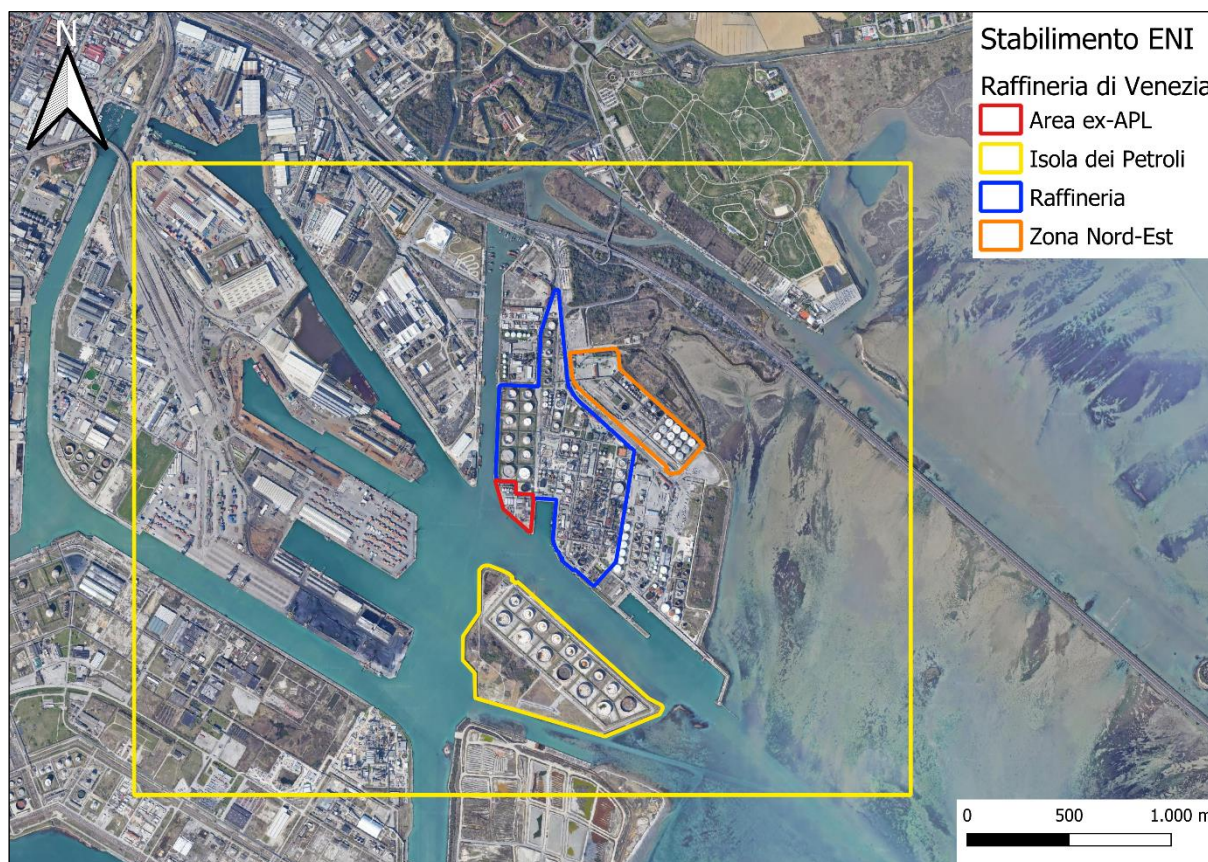 N
Stabilimento ENI
Raffineria di Venezia
Area ex-APL
Isola dei Petroli
Raffineria
Zona Nord-Est
0 500 1.000 m